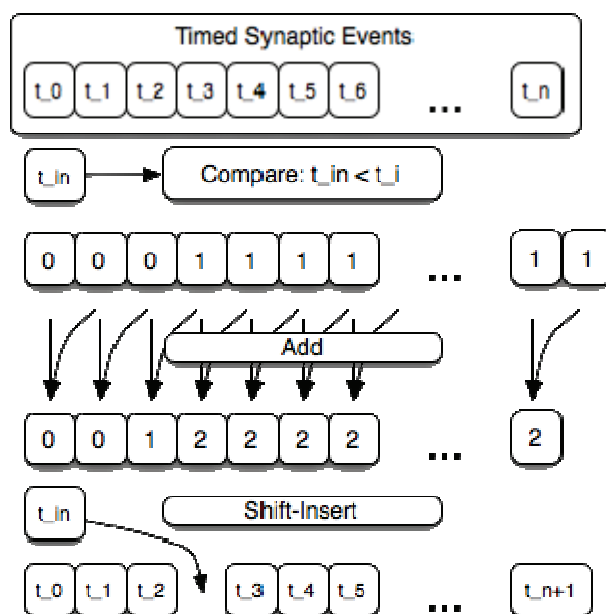 Timed Synaptic Events
t_0 t_1 t_2 t_3 t_4 t_5 t_6 ... t_n
t_in Compare: t_in < t_i
0 0 0 1 1 1 1 ... 1 1
Add
0 0 1 2 2 2 2 ... 2
t_in Shift-Insert
t_0 t_1 t_2 t_3 t_4 t_5 ... t_n+1